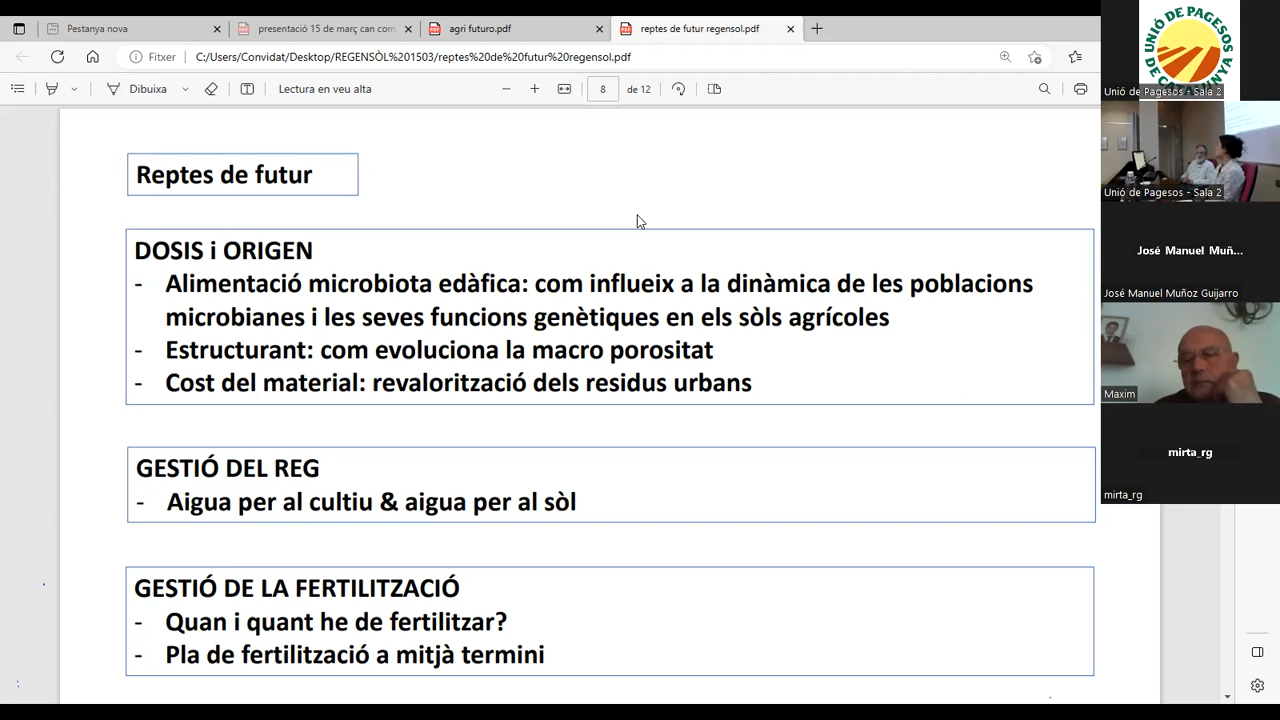 Pestanya nova
presentació 15 de març can com
agri futuro.pdf
reptes de futur regensol.pdf
Fitxer
C:/Users/Convidat/Desktop/REGENSÒL%201503/reptes%20de%20futur%20regensol.pdf
Dibuixa
Lectura en veu alta
8
de 12
Reptes de futur
DOSIS i ORIGEN
- Alimentació microbiota edàfica: com influeix a la dinàmica de les poblacions
microbianes i les seves funcions genètiques en els sòls agrícoles
- Estructurant: com evoluciona la macro porositat
- Cost del material: revalorització dels residus urbans
GESTIÓ DEL REG
- Aigua per al cultiu & aigua per al sòl
GESTIÓ DE LA FERTILITZACIÓ
- Quan i quant he de fertilitzar?
- Pla de fertilització a mitjà termini
UNIÓ DE PAGESOS
DE CATALUNYA
Unió de Pagesos - Sala 2
Unió de Pagesos - Sala 2
José Manuel Muñ...
José Manuel Muñoz Guijarro
Maxim
mirta_rg
mirta_rg